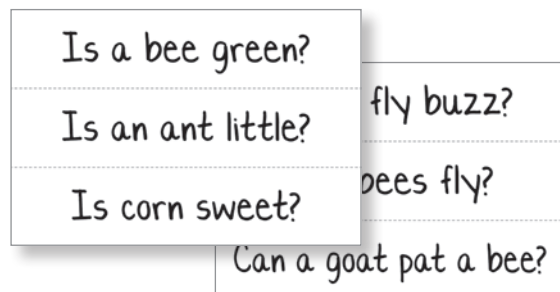 Is a bee green?
Is an ant little?
Is corn sweet?
fly buzz?
bees fly?
Can a goat pat a bee?